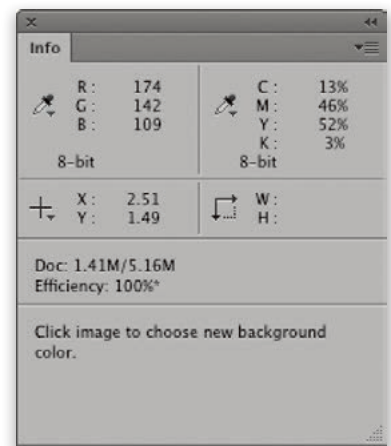 Info
R: 174
G: 142
B: 109
8-bit
C: 13%
M: 46%
Y: 52%
K: 3%
8-bit
X: 2.51
Y: 1.49
W:
H:
Doc: 1.41M/5.16M
Efficiency: 100%*
Click image to choose new background
color.